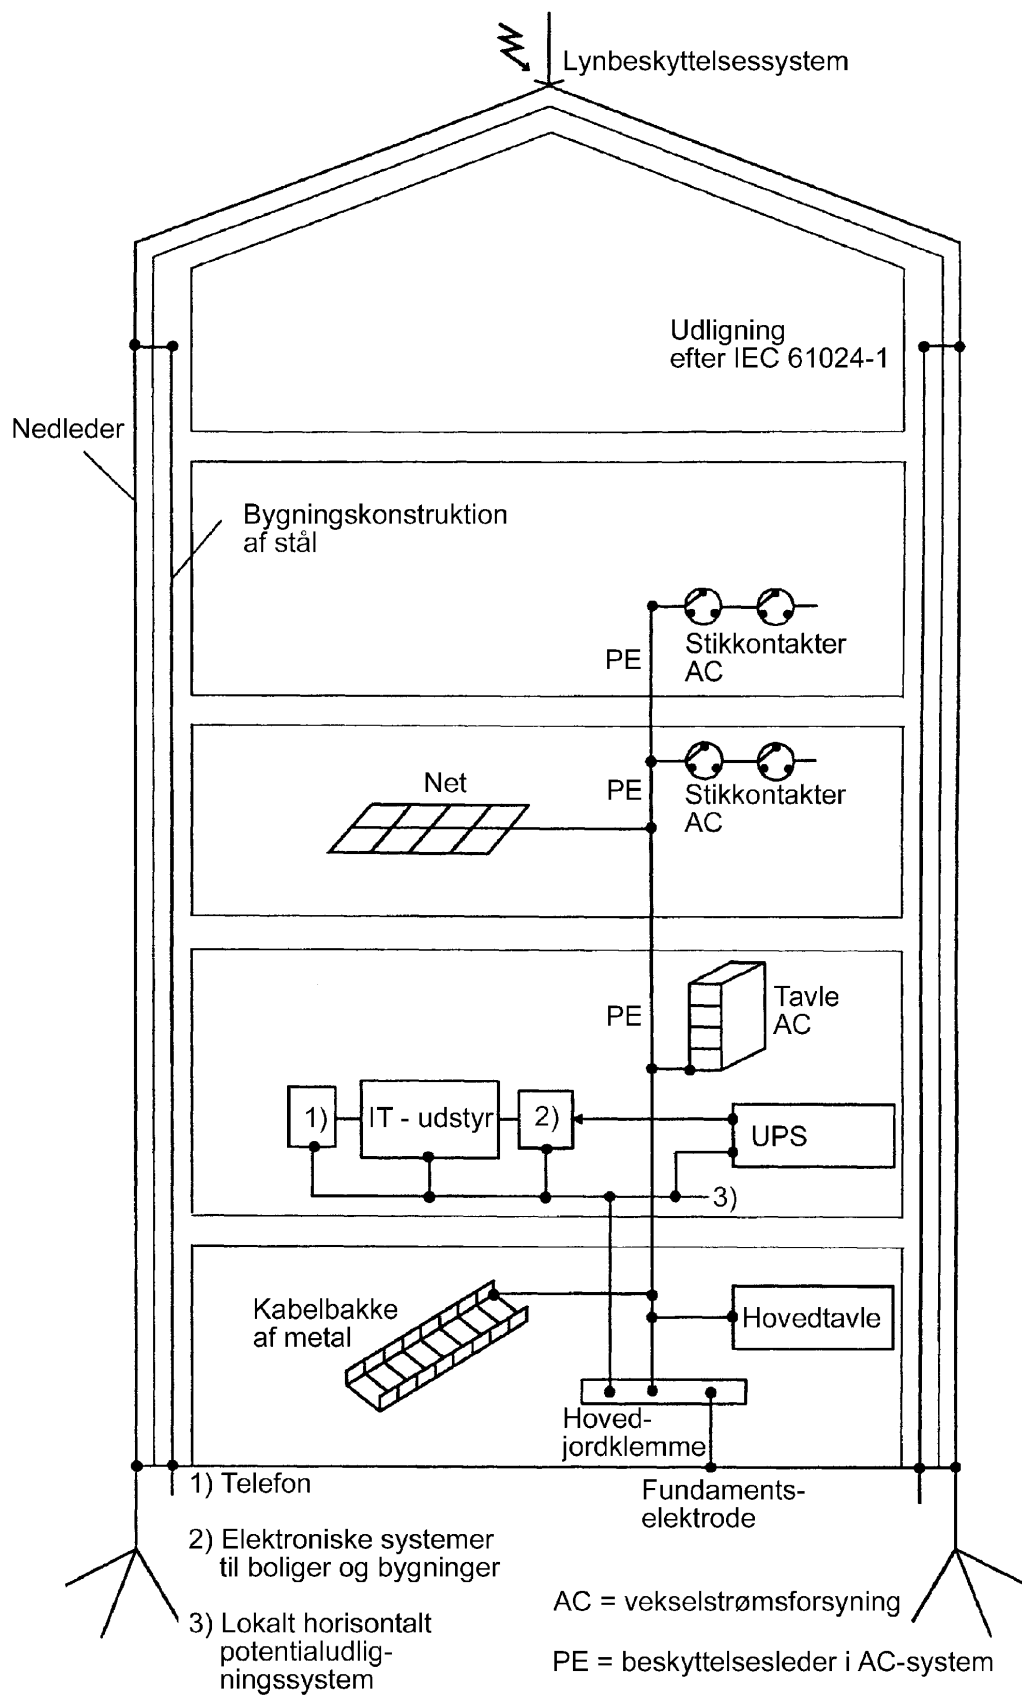 Lynbeskyttelsessystem
Udligning
efter IEC 61024-1
Nedleder
Bygningskonstruktion
af stål
PE
Stikkontakter
AC
Net
PE
Stikkontakter
AC
PE
Tavle
AC
1)
IT - udstyr
2)
UPS
3)
Kabelbakke
af metal
Hovedtavle
Hoved-
jordklemme
1) Telefon
Fundaments-
elektrode
2) Elektroniske systemer
til boliger og bygninger
3) Lokalt horisontalt
potentialudlig-
ningssystem
AC = vekselstrømsforsyning
PE = beskyttelsesleder i AC-system